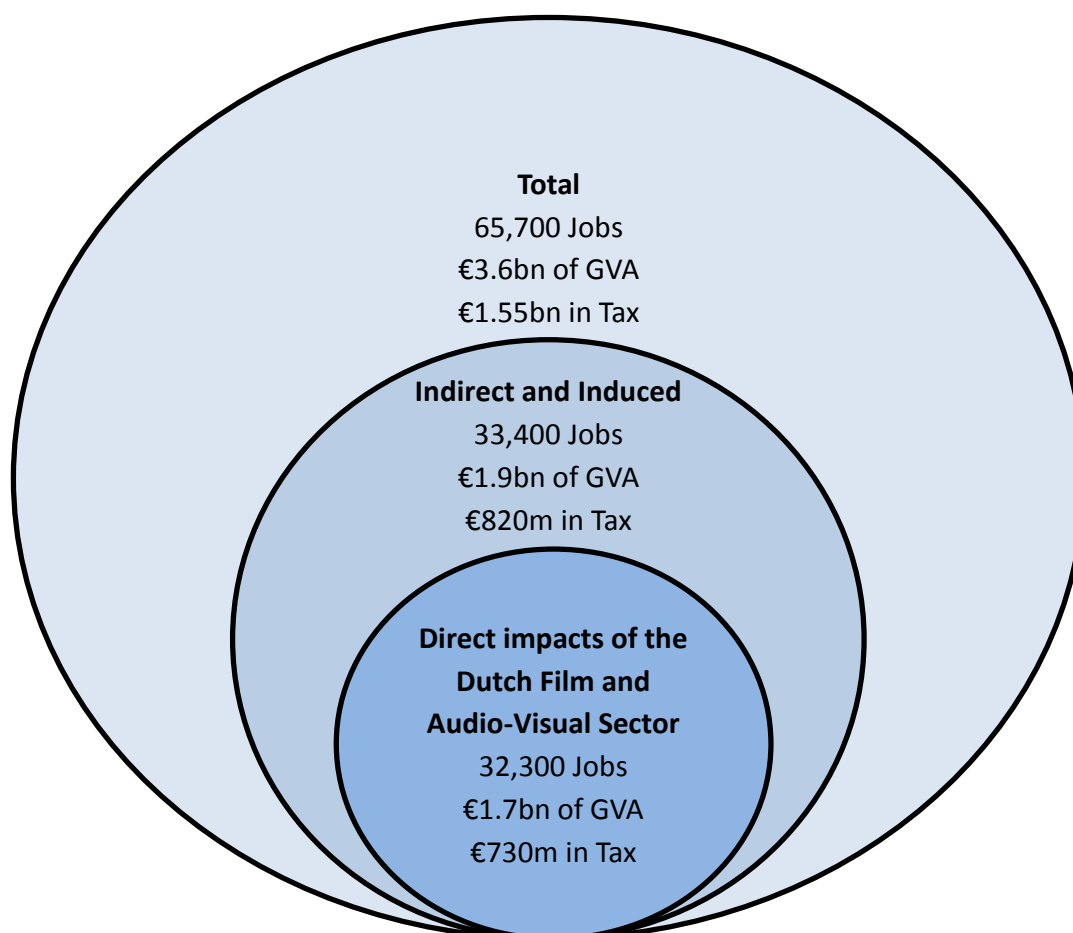 Total
65,700 Jobs
€3.6bn of GVA
€1.55bn in Tax
Indirect and Induced
33,400 Jobs
€1.9bn of GVA
€820m in Tax
Direct impacts of the
Dutch Film and
Audio-Visual Sector
32,300 Jobs
€1.7bn of GVA
€730m in Tax